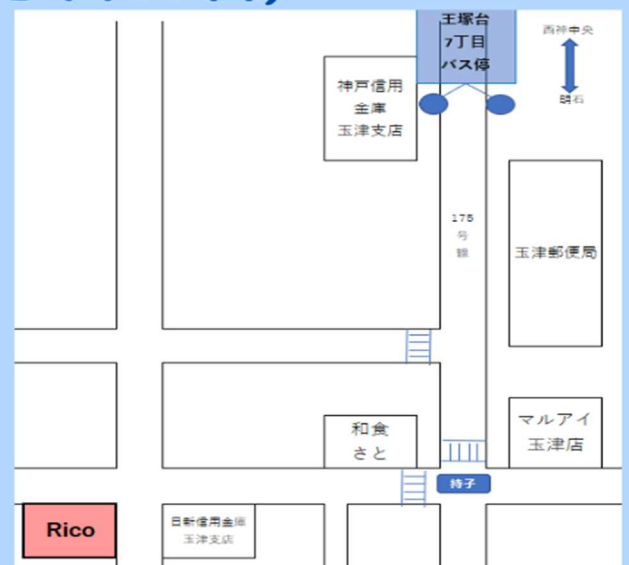 王塚台
7丁目
バス停
西神中央
明石
神戸信用
金庫
玉津支店
175
号
線
玉津郵便局
和食
さと
マルアイ
玉津店
持子
Rico
日新信用金庫
玉津支店